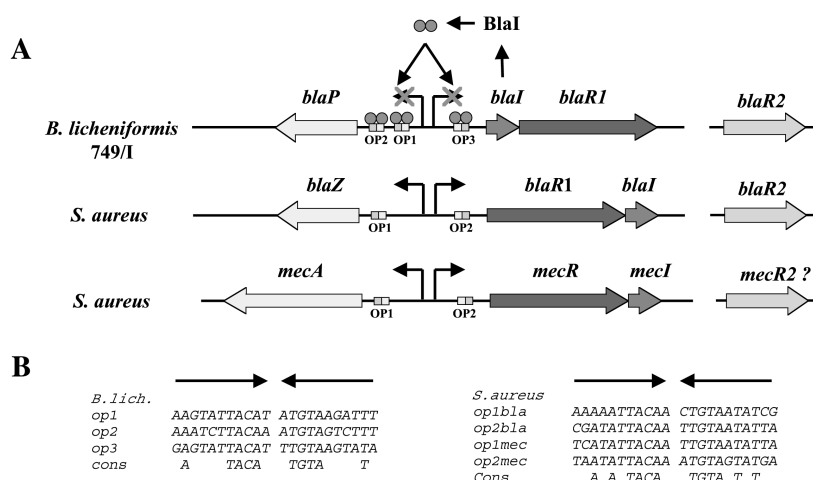 A
BlaI
blaP
blaI
blaR1
blaR2
B. licheniformis
749/I
OP2
OP1
OP3
blaZ
blaR1
blaI
blaR2
S. aureus
OP1
OP2
mecA
mecR
mecI
mecR2 ?
S. aureus
OP1
OP2
B
B.lich.
op1 AAGTATTACAT ATGTAAGATTT
op2 AAATCTTACAA ATGTAGTCTTT
op3 GAGTATTACAT TTGTAAGTATA
cons A TACA TGTA T
S.aureus
op1bla AAAAATTACAA CTGTAATATCG
op2bla CGATATTACAA TTGTAATATTA
op1mec TCATATTACAA TTGTAATATTA
op2mec TAATATTACAA ATGTAGTATGA
Cons A A TACA TGTA T T